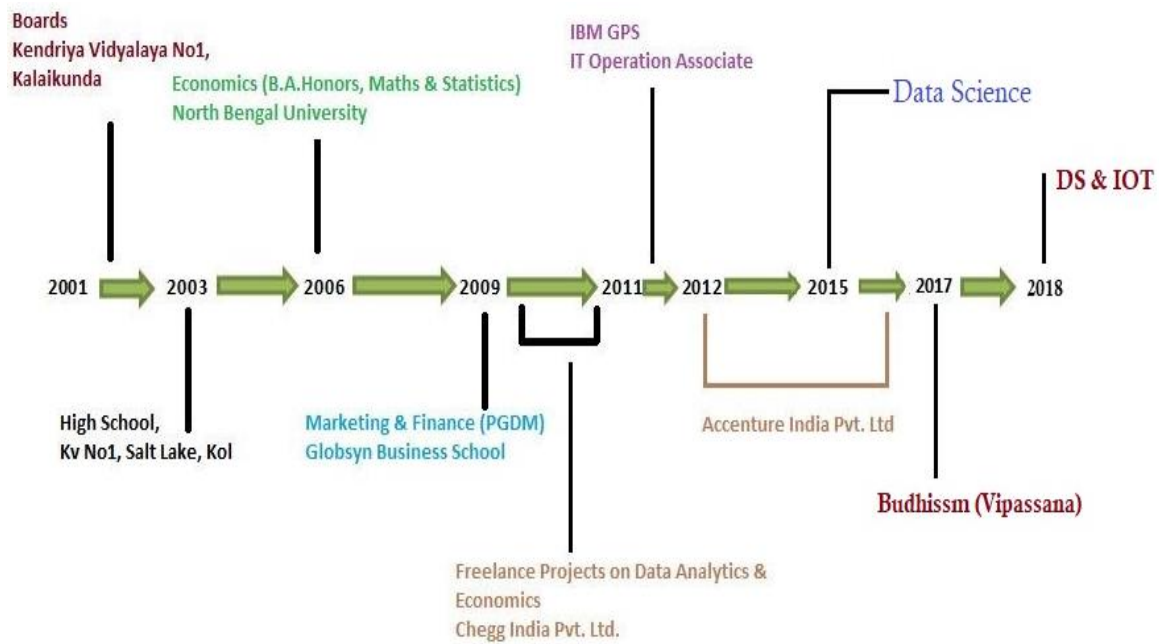 Boards
Kendriya Vidyalaya No1,
Kalaikunda
Economics (B.A.Honors, Maths & Statistics)
North Bengal University
IBM GPS
IT Operation Associate
Data Science
DS & IOT
2001
2003
2006
2009
2011
2012
2015
2017
2018
High School,
Kv No1, Salt Lake, Kol
Marketing & Finance (PGDM)
Globsyn Business School
Accenture India Pvt. Ltd
Budhissm (Vipassana)
Freelance Projects on Data Analytics &
Economics
Chegg India Pvt. Ltd.